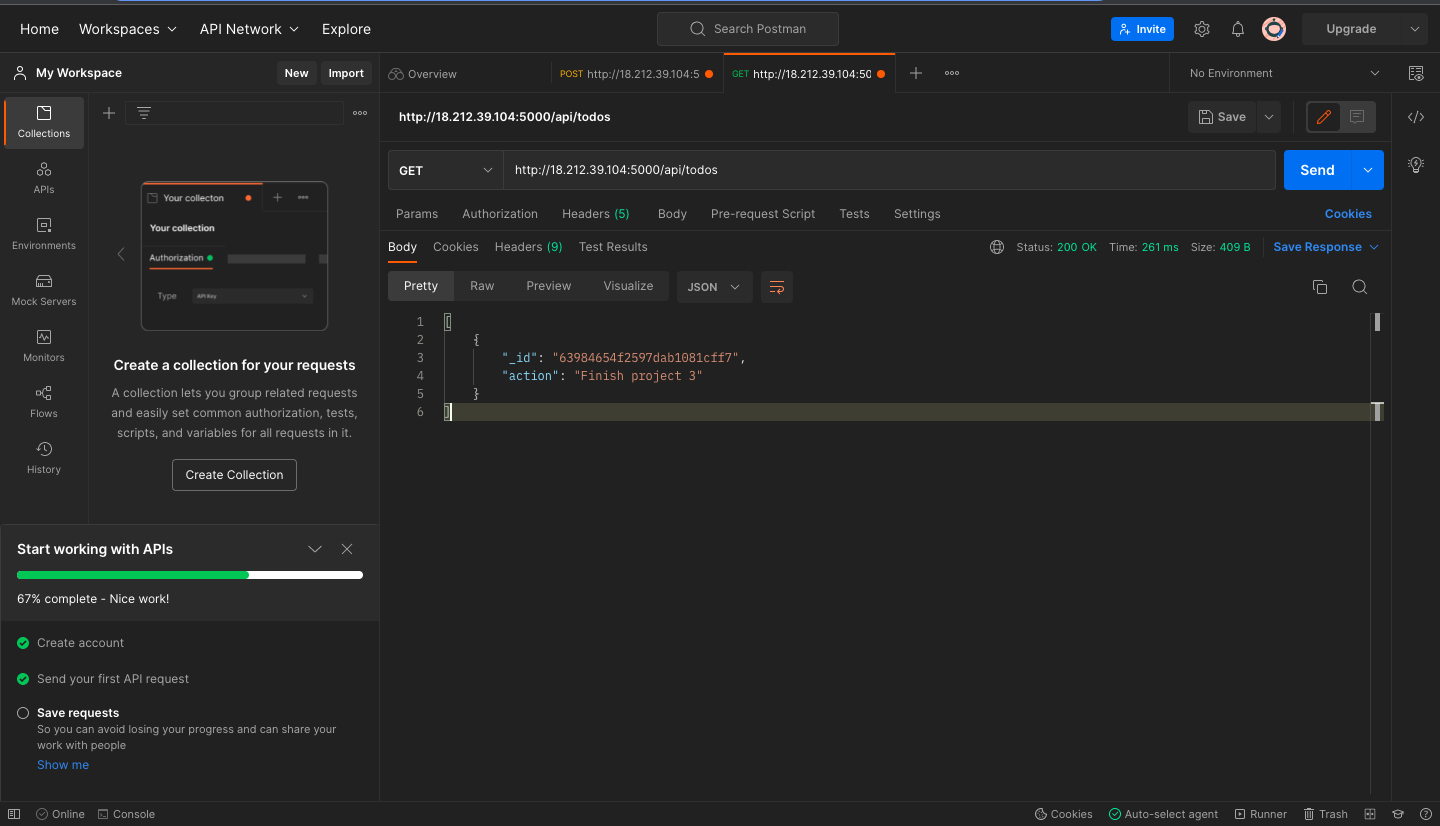 Home Workspaces API Network Explore Search Postman Invite Upgrade
My Workspace New Import Overview POST http://18.212.39.104:5 GET http://18.212.39.104:50 No Environment
Collections
APIs
Environments
Mock Servers
Monitors
Flows
History
Your collecton
Your collection
Authorization
Type API Key
Create a collection for your requests
A collection lets you group related requests
and easily set common authorization, tests,
scripts, and variables for all requests in it.
Create Collection
Start working with APIs
67% complete - Nice work!
Create account
Send your first API request
Save requests
So you can avoid losing your progress and can share your
work with people
Show me
http://18.212.39.104:5000/api/todos Save
GET http://18.212.39.104:5000/api/todos Send
Params Authorization Headers (5) Body Pre-request Script Tests Settings Cookies
Body Cookies Headers (9) Test Results Status: 200 OK Time: 261 ms Size: 409 B Save Response
Pretty Raw Preview Visualize JSON
1 [
2 {
3 "_id": "63984654f2597dab1081cff7",
4 "action": "Finish project 3"
5 }
6 ]
Online Console Cookies Auto-select agent Runner Trash